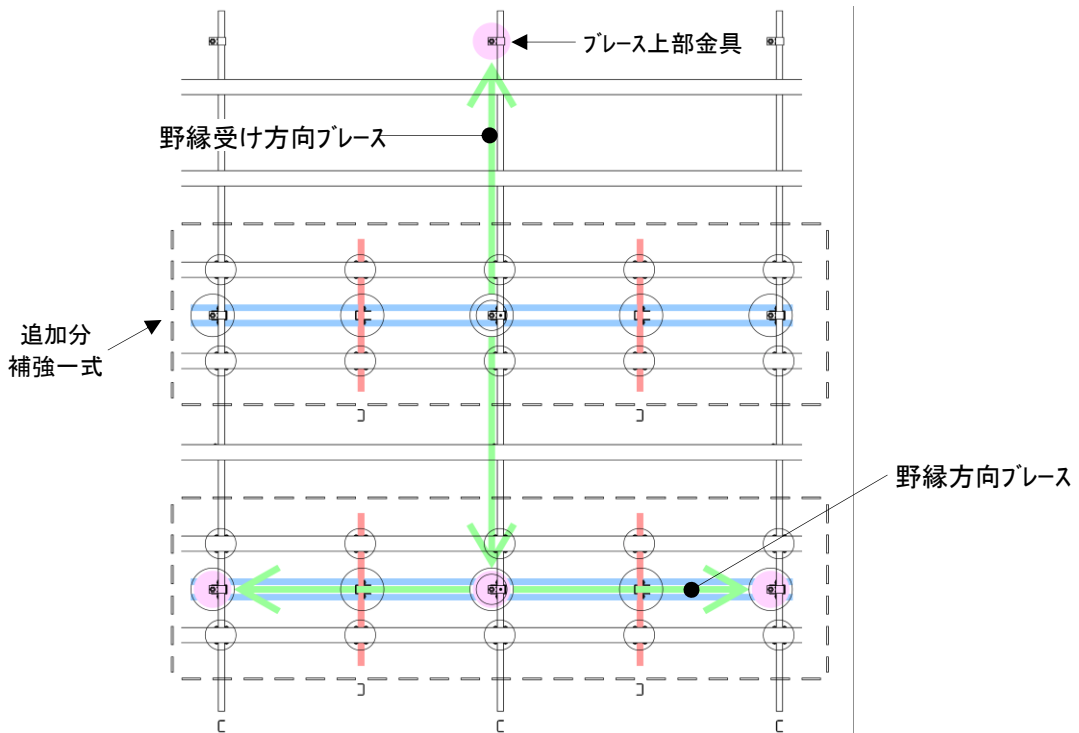 ブレース上部金具
野縁受け方向ブレース
追加分
補強一式
野縁方向ブレース